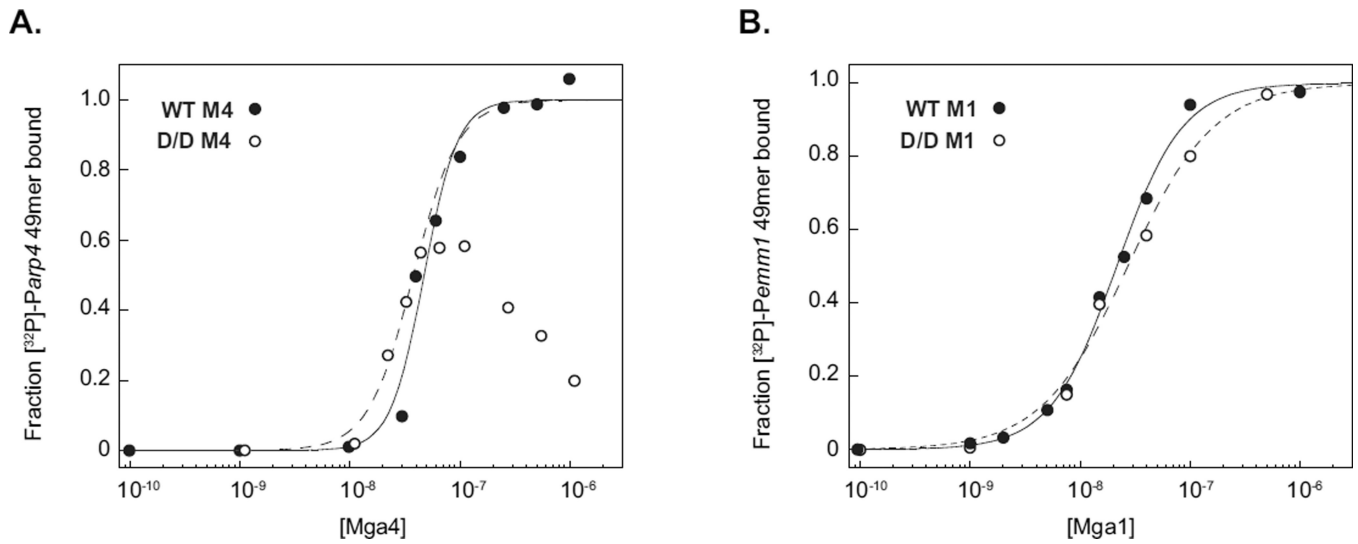 A.
B.
Fraction [³²P]-Parp4 49mer bound
1.0
0.8
0.6
0.4
0.2
0
WT M4
D/D M4
10⁻¹⁰
10⁻⁹
10⁻⁸
10⁻⁷
10⁻⁶
[Mga4]
Fraction [³²P]-Pemm1 49mer bound
1.0
0.8
0.6
0.4
0.2
0
WT M1
D/D M1
10⁻¹⁰
10⁻⁹
10⁻⁸
10⁻⁷
10⁻⁶
[Mga1]